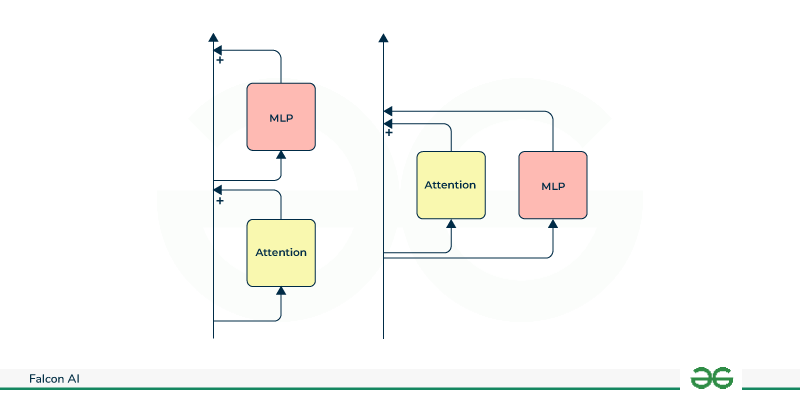 +
MLP
+
Attention
+
Attention
MLP
Falcon AI